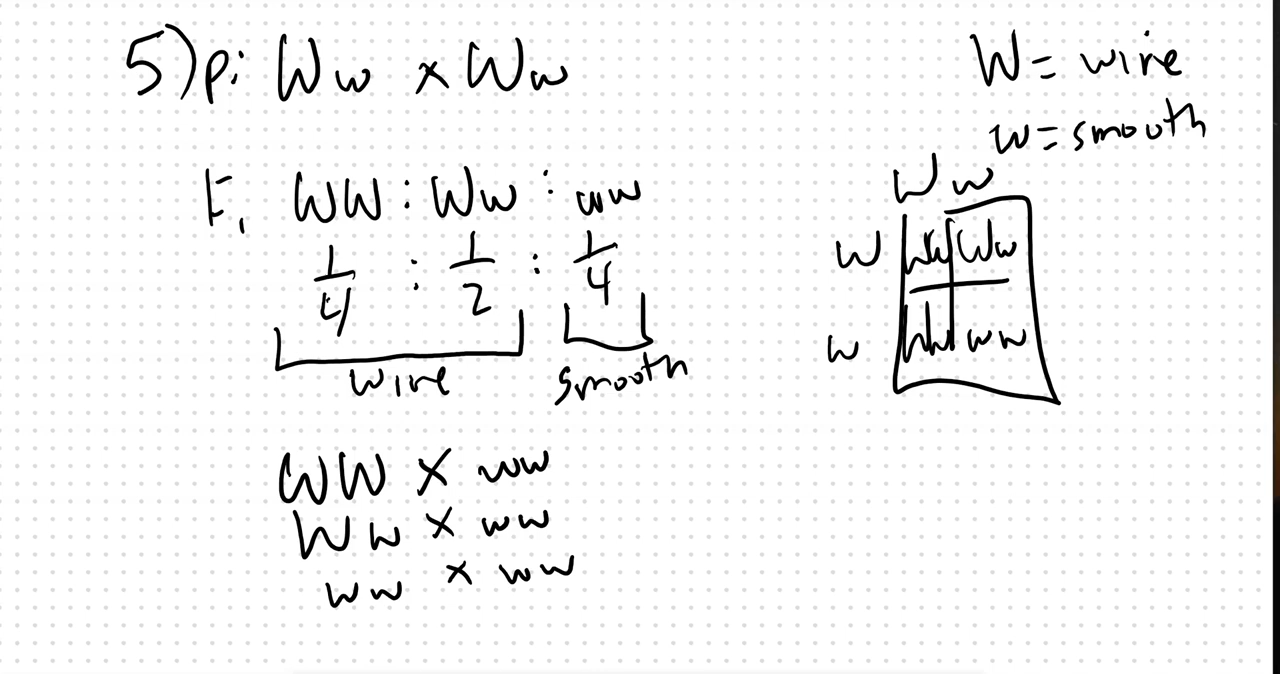 5) P: Ww x Ww
W = wire
w = smooth
F1 WW : Ww : ww
1/4 : 1/2 : 1/4
wire smooth
W w
W WW Ww
w Ww ww
WW x ww
Ww x ww
ww x ww